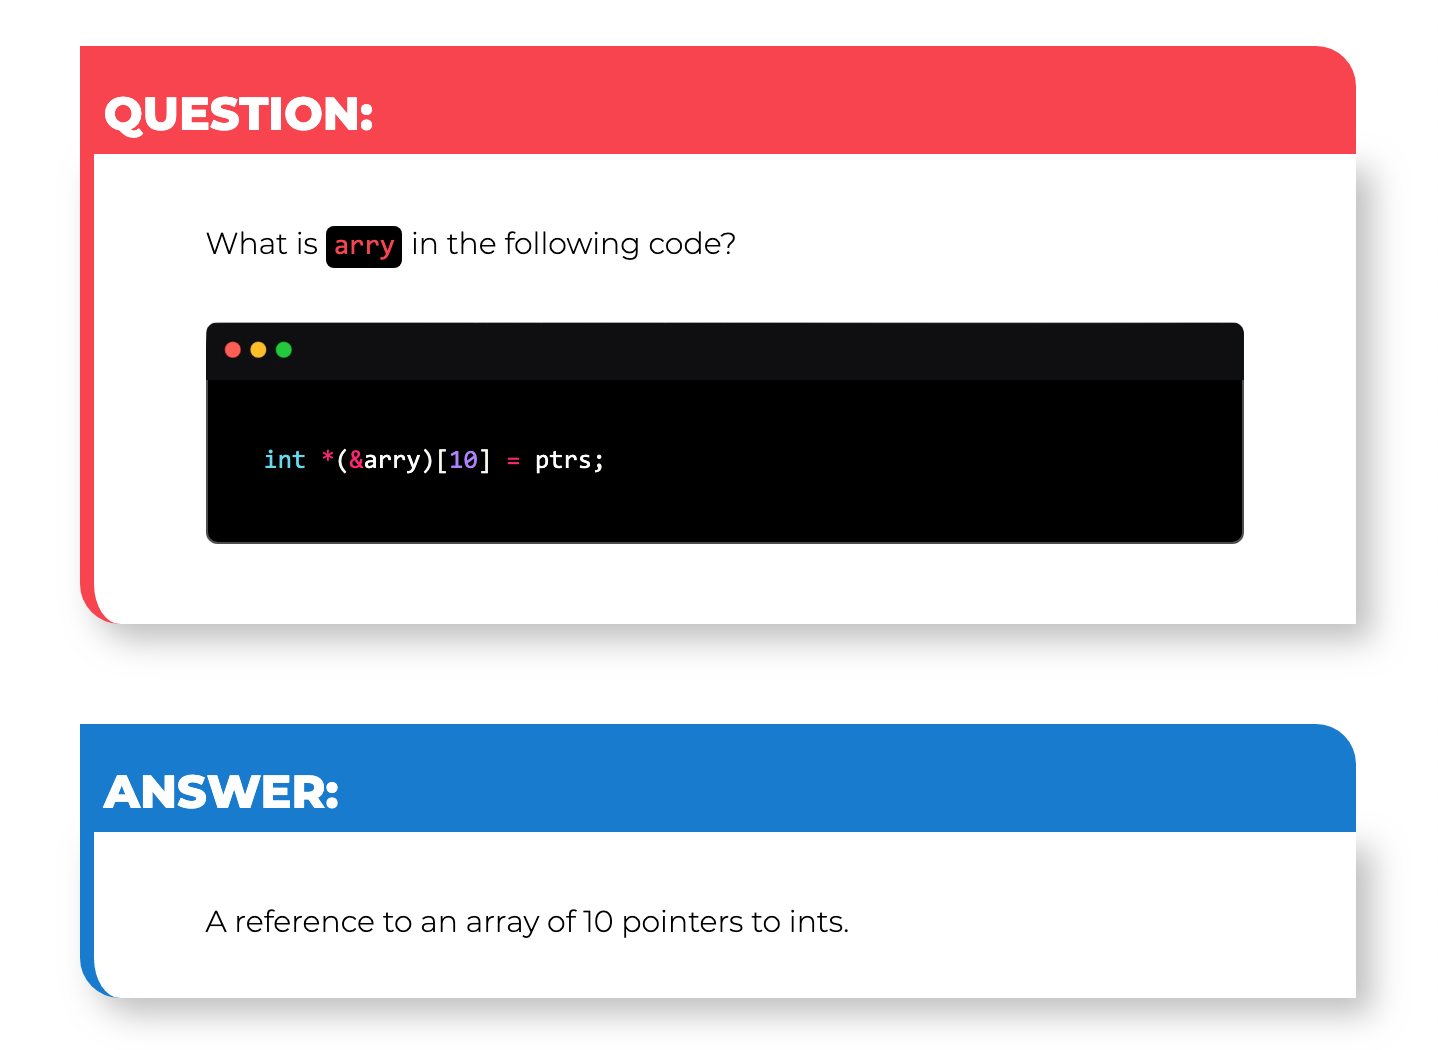 QUESTION:
What is arry in the following code?
int *(&arry)[10] = ptrs;
ANSWER:
A reference to an array of 10 pointers to ints.